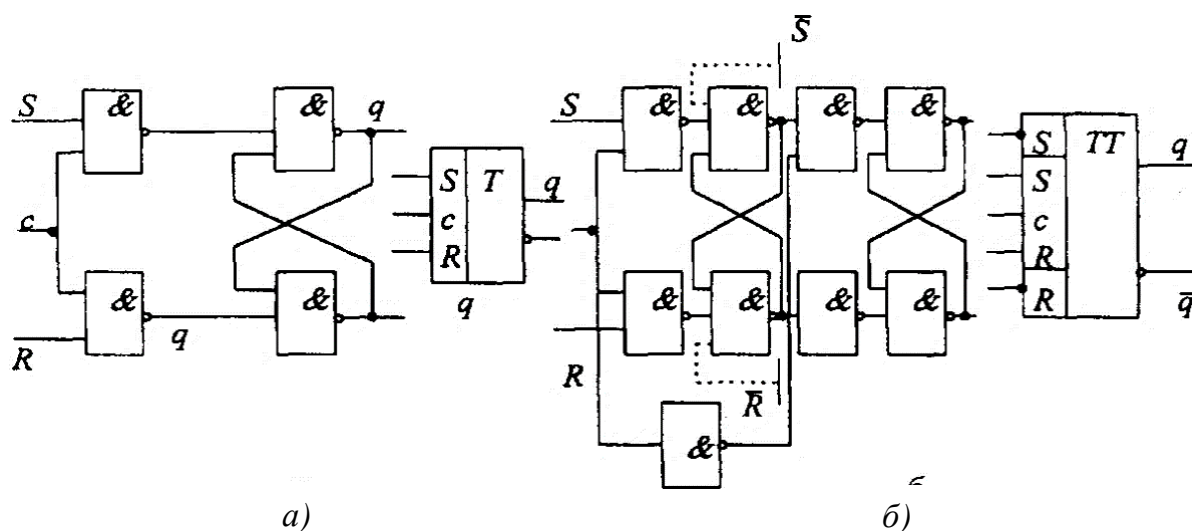 S̄
& & & & & &
S q S
S T q S TT q
c S
c c
R R
& & & & & &
R q q R q̄
R
R̄
&
а) б)